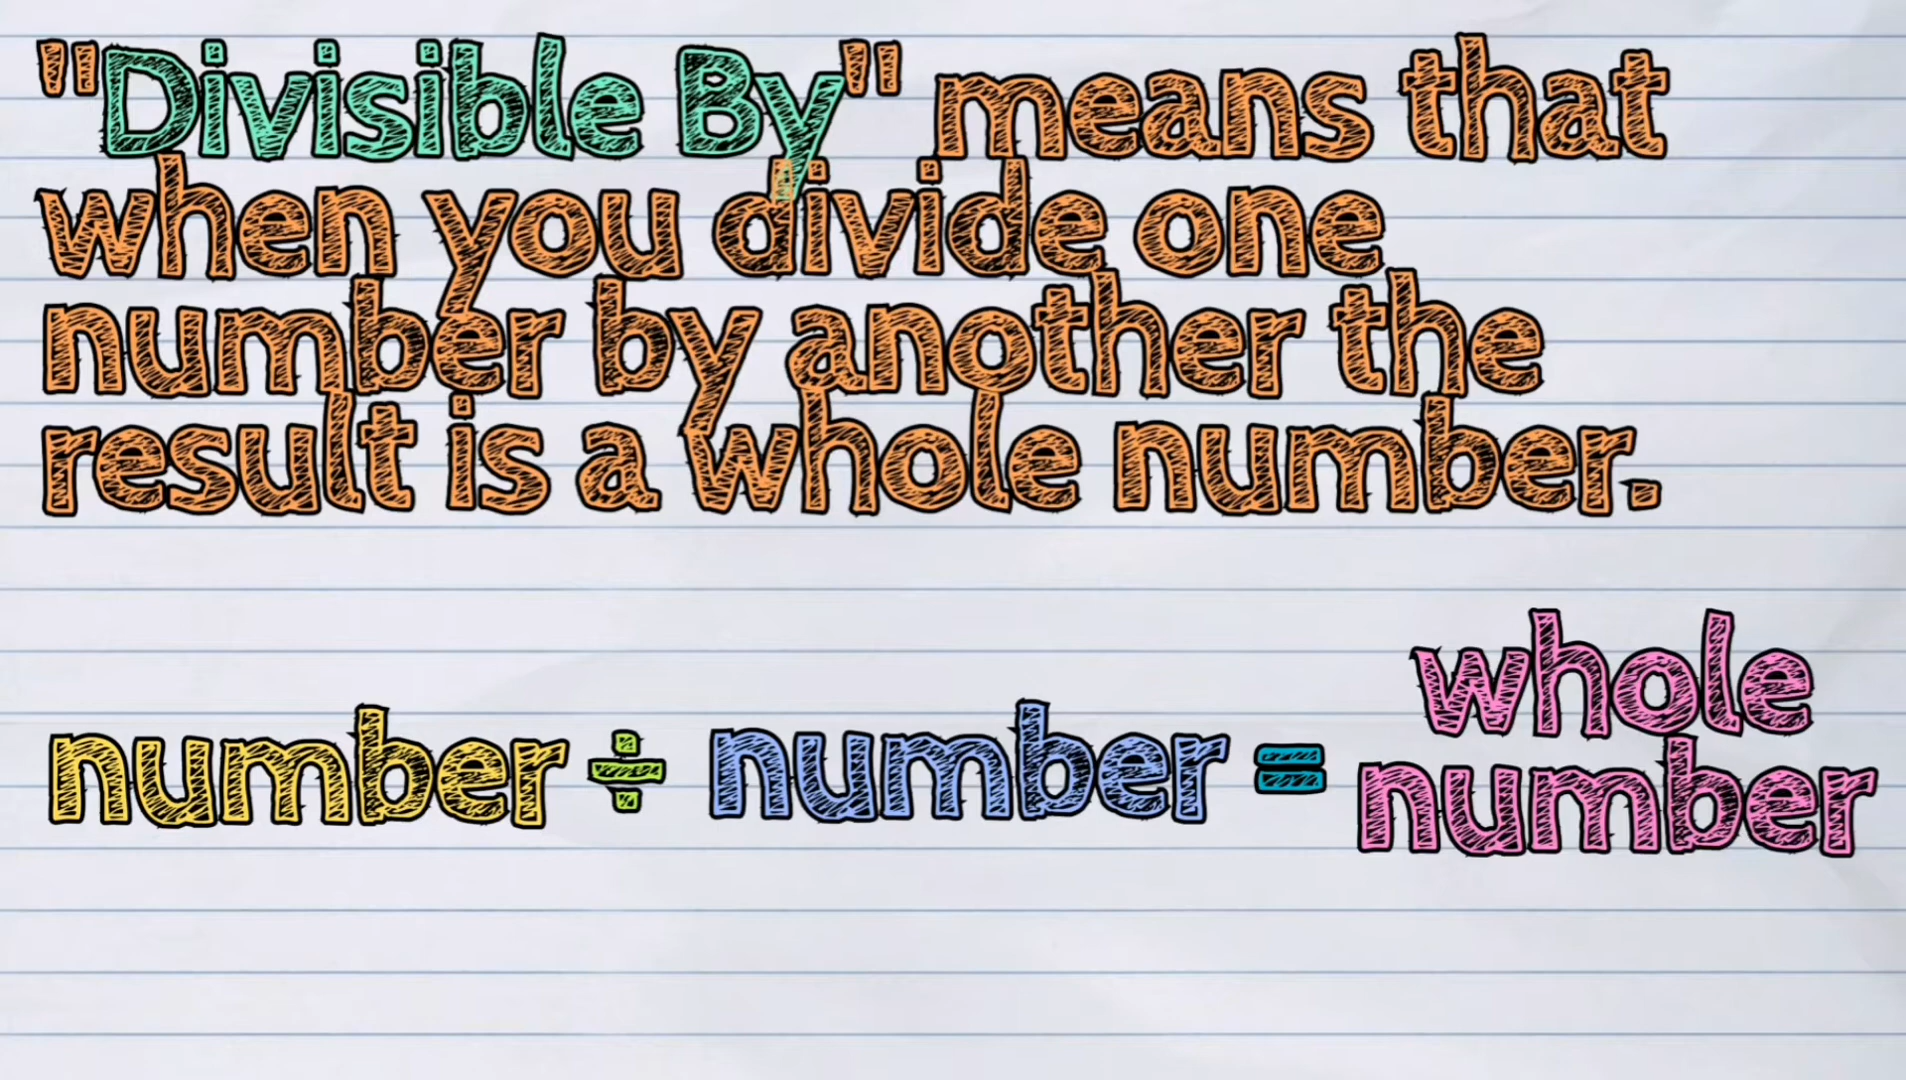 "Divisible By" means that
when you divide one
number by another the
result is a whole number.
number ÷ number = whole number